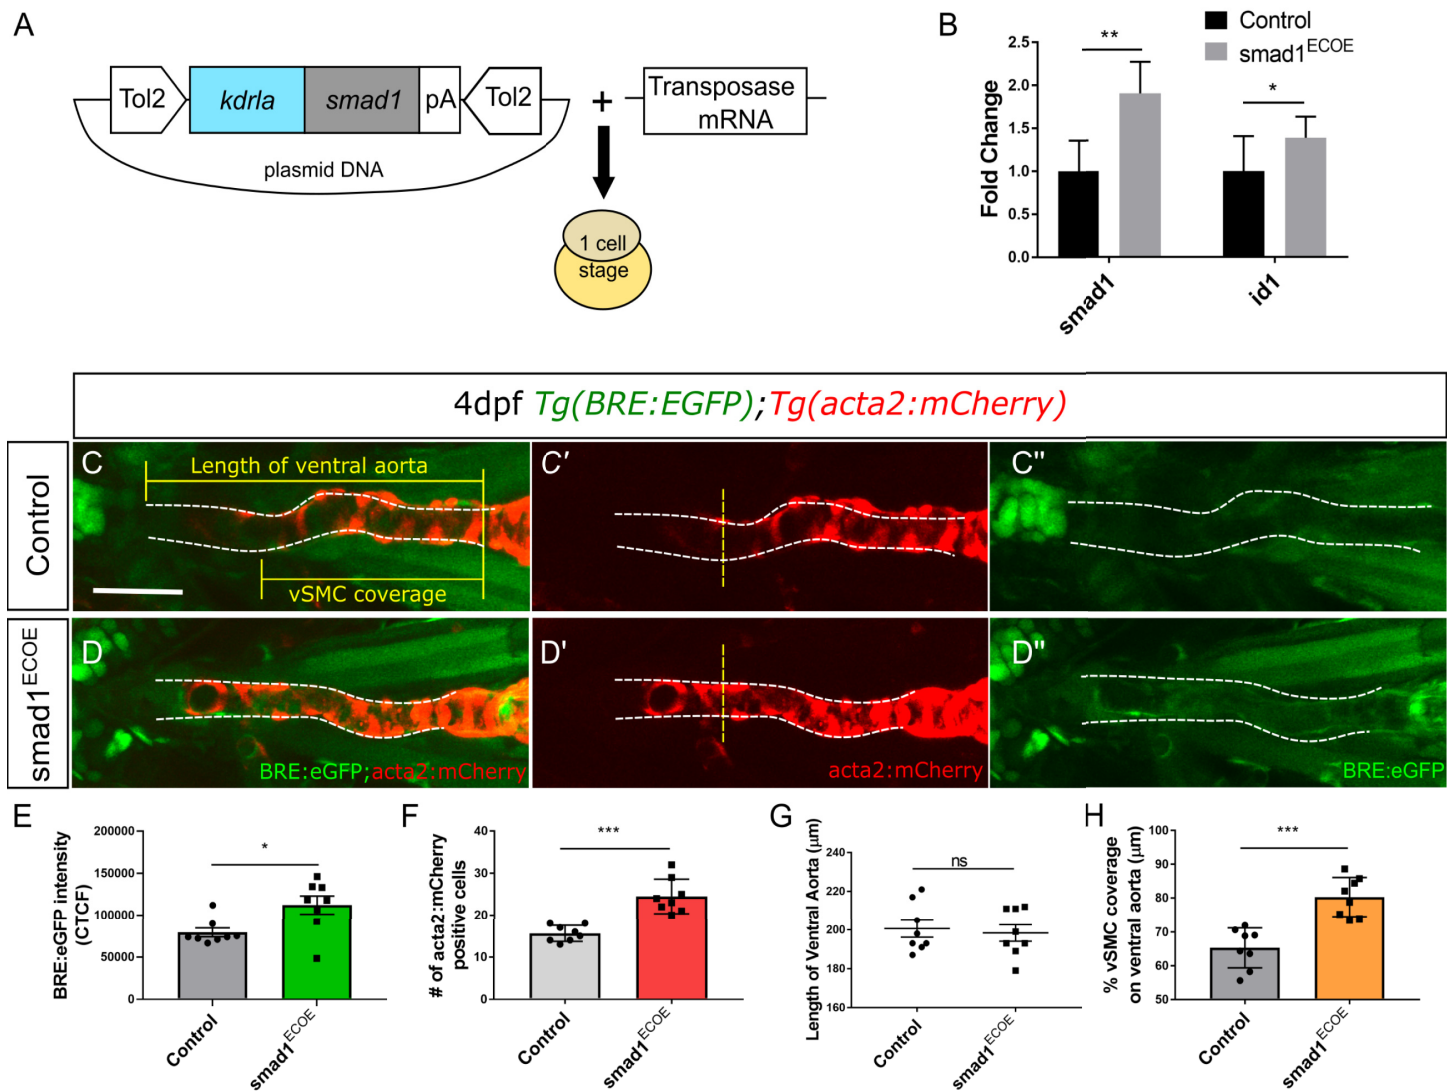 A
Tol2
kdrla
smad1
pA
Tol2
+
Transposase
mRNA
plasmid DNA
1 cell
stage
B
Control
smad1ECOE
Fold Change
2.5
2.0
1.5
1.0
0.5
0.0
**
*
smad1
id1
4dpf Tg(BRE:EGFP);Tg(acta2:mCherry)
Control
C
Length of ventral aorta
vSMC coverage
C'
C"
smad1ECOE
D
BRE:eGFP;acta2:mCherry
D'
acta2:mCherry
D"
BRE:eGFP
E
BRE:eGFP intensity
(CTCF)
200000
150000
100000
50000
0
*
Control
smad1ECOE
F
# of acta2:mCherry
positive cells
40
30
20
10
0
***
Control
smad1ECOE
G
Length of Ventral Aorta (μm)
240
220
200
180
160
ns
Control
smad1ECOE
H
% vSMC coverage
on ventral aorta (μm)
100
90
80
70
60
50
***
Control
smad1ECOE